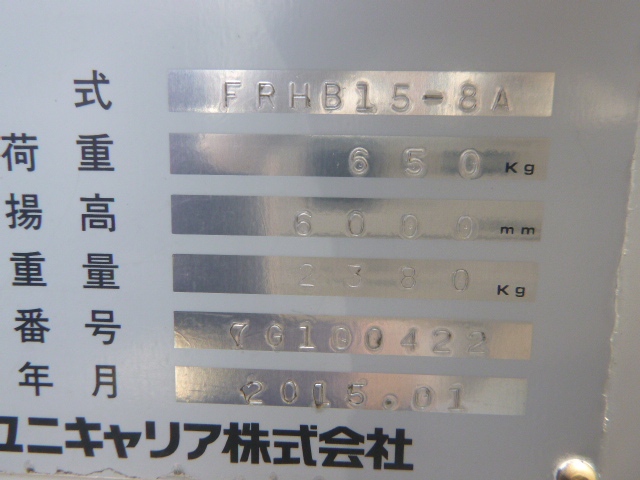 式 FRHB15-8A
荷重 650 Kg
揚高 6000 mm
重量 2380 Kg
番号 7G100422
年月 2015.01
ユニキャリア株式会社